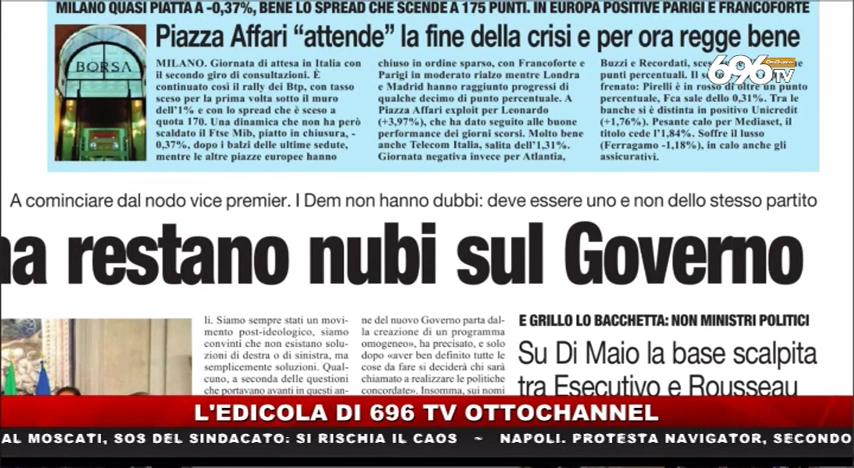 MILANO QUASI PIATTA A -0,37%, BENE LO SPREAD CHE SCENDE A 175 PUNTI. IN EUROPA POSITIVE PARIGI E FRANCOFORTE
Piazza Affari “attende” la fine della crisi e per ora regge bene
BORSA
MILANO. Giornata di attesa in Italia con
il secondo giro di consultazioni. È
continuato così il rally dei Btp, con tasso
sceso per la prima volta sotto il muro
dell'1% e con lo spread che è sceso a
quota 170. Una dinamica che non ha però
scaldato il Ftse Mib, piatto in chiusura, -
0,37%, dopo i balzi delle ultime sedute,
mentre le altre piazze europee hanno
chiuso in ordine sparso, con Francoforte e
Parigi in moderato rialzo mentre Londra
e Madrid hanno raggiunto progressi di
qualche decimo di punto percentuale. A
Piazza Affari exploit per Leonardo
(+3,97%), che ha dato seguito alle buone
performance dei giorni scorsi. Molto bene
anche Telecom Italia, salita dell'1,31%.
Giornata negativa invece per Atlantia,
Buzzi e Recordati, sces
punti percentuali. Il s
frenato: Pirelli è in rosso di oltre un punto
percentuale, Fca sale dello 0,31%. Tra le
banche si è distinta in positivo Unicredit
(+1,76%). Pesante calo per Mediaset, il
titolo cede l'1,84%. Soffre il lusso
(Ferragamo -1,18%), in calo anche gli
assicurativi.
696 TV
A cominciare dal nodo vice premier. I Dem non hanno dubbi: deve essere uno e non dello stesso partito
na restano nubi sul Governo
li. Siamo sempre stati un movi-
mento post-ideologico, siamo
convinti che non esistano solu-
zioni di destra o di sinistra, ma
semplicemente soluzioni. Qual-
cuno, a seconda delle questioni
che portavano avanti in questi an-
ne del nuovo Governo parta dal-
la creazione di un programma
omogeneo», ha precisato, e solo
dopo «aver ben definito tutte le
cose da fare si deciderà chi sarà
chiamato a realizzare le politiche
concordate». Insomma, sui nomi
E GRILLO LO BACCHETTA: NON MINISTRI POLITICI
Su Di Maio la base scalpita
tra Esecutivo e Rousseau
L'EDICOLA DI 696 TV OTTOCHANNEL
AL MOSCATI, SOS DEL SINDACATO: SI RISCHIA IL CAOS ~ NAPOLI. PROTESTA NAVIGATOR, SECONDO